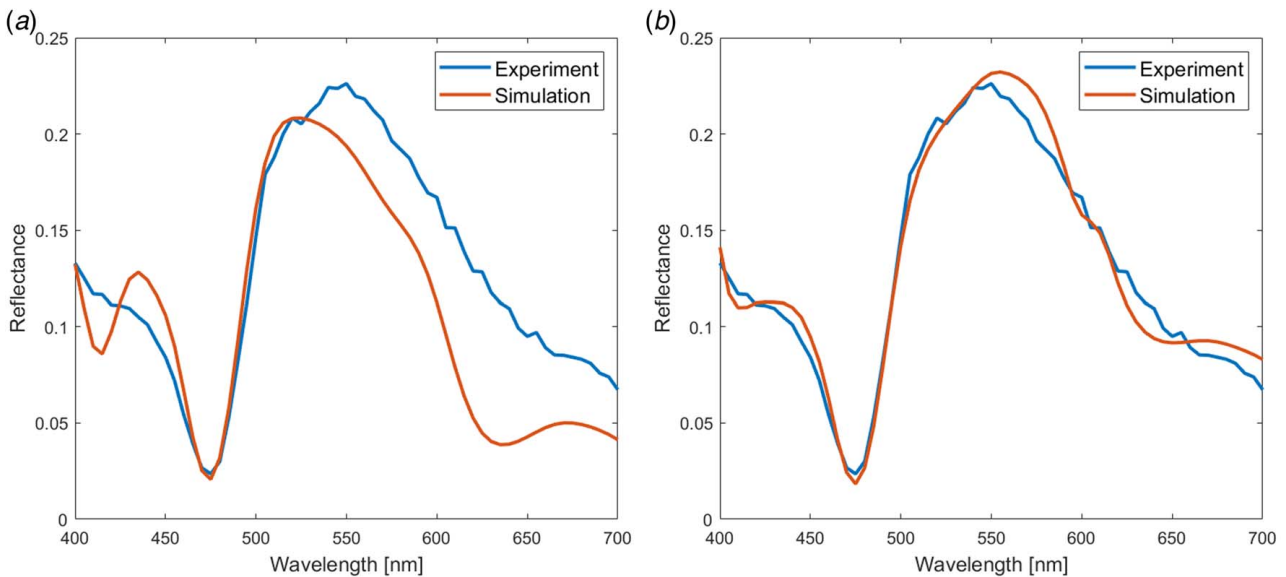 (a)
0.25
0.2
0.15
0.1
0.05
0
Reflectance
400 450 500 550 600 650 700
Wavelength [nm]
Experiment
Simulation
(b)
0.25
0.2
0.15
0.1
0.05
0
Reflectance
400 450 500 550 600 650 700
Wavelength [nm]
Experiment
Simulation